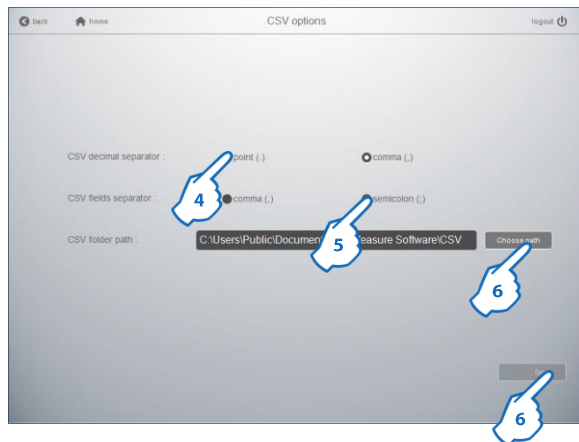 back home CSV options logout
CSV decimal separator : point (.) comma (,)
4
CSV fields separator : comma (,) semicolon (;)
5
CSV folder path : C:\Users\Public\Documen easure Software\CSV Choose path
6
6